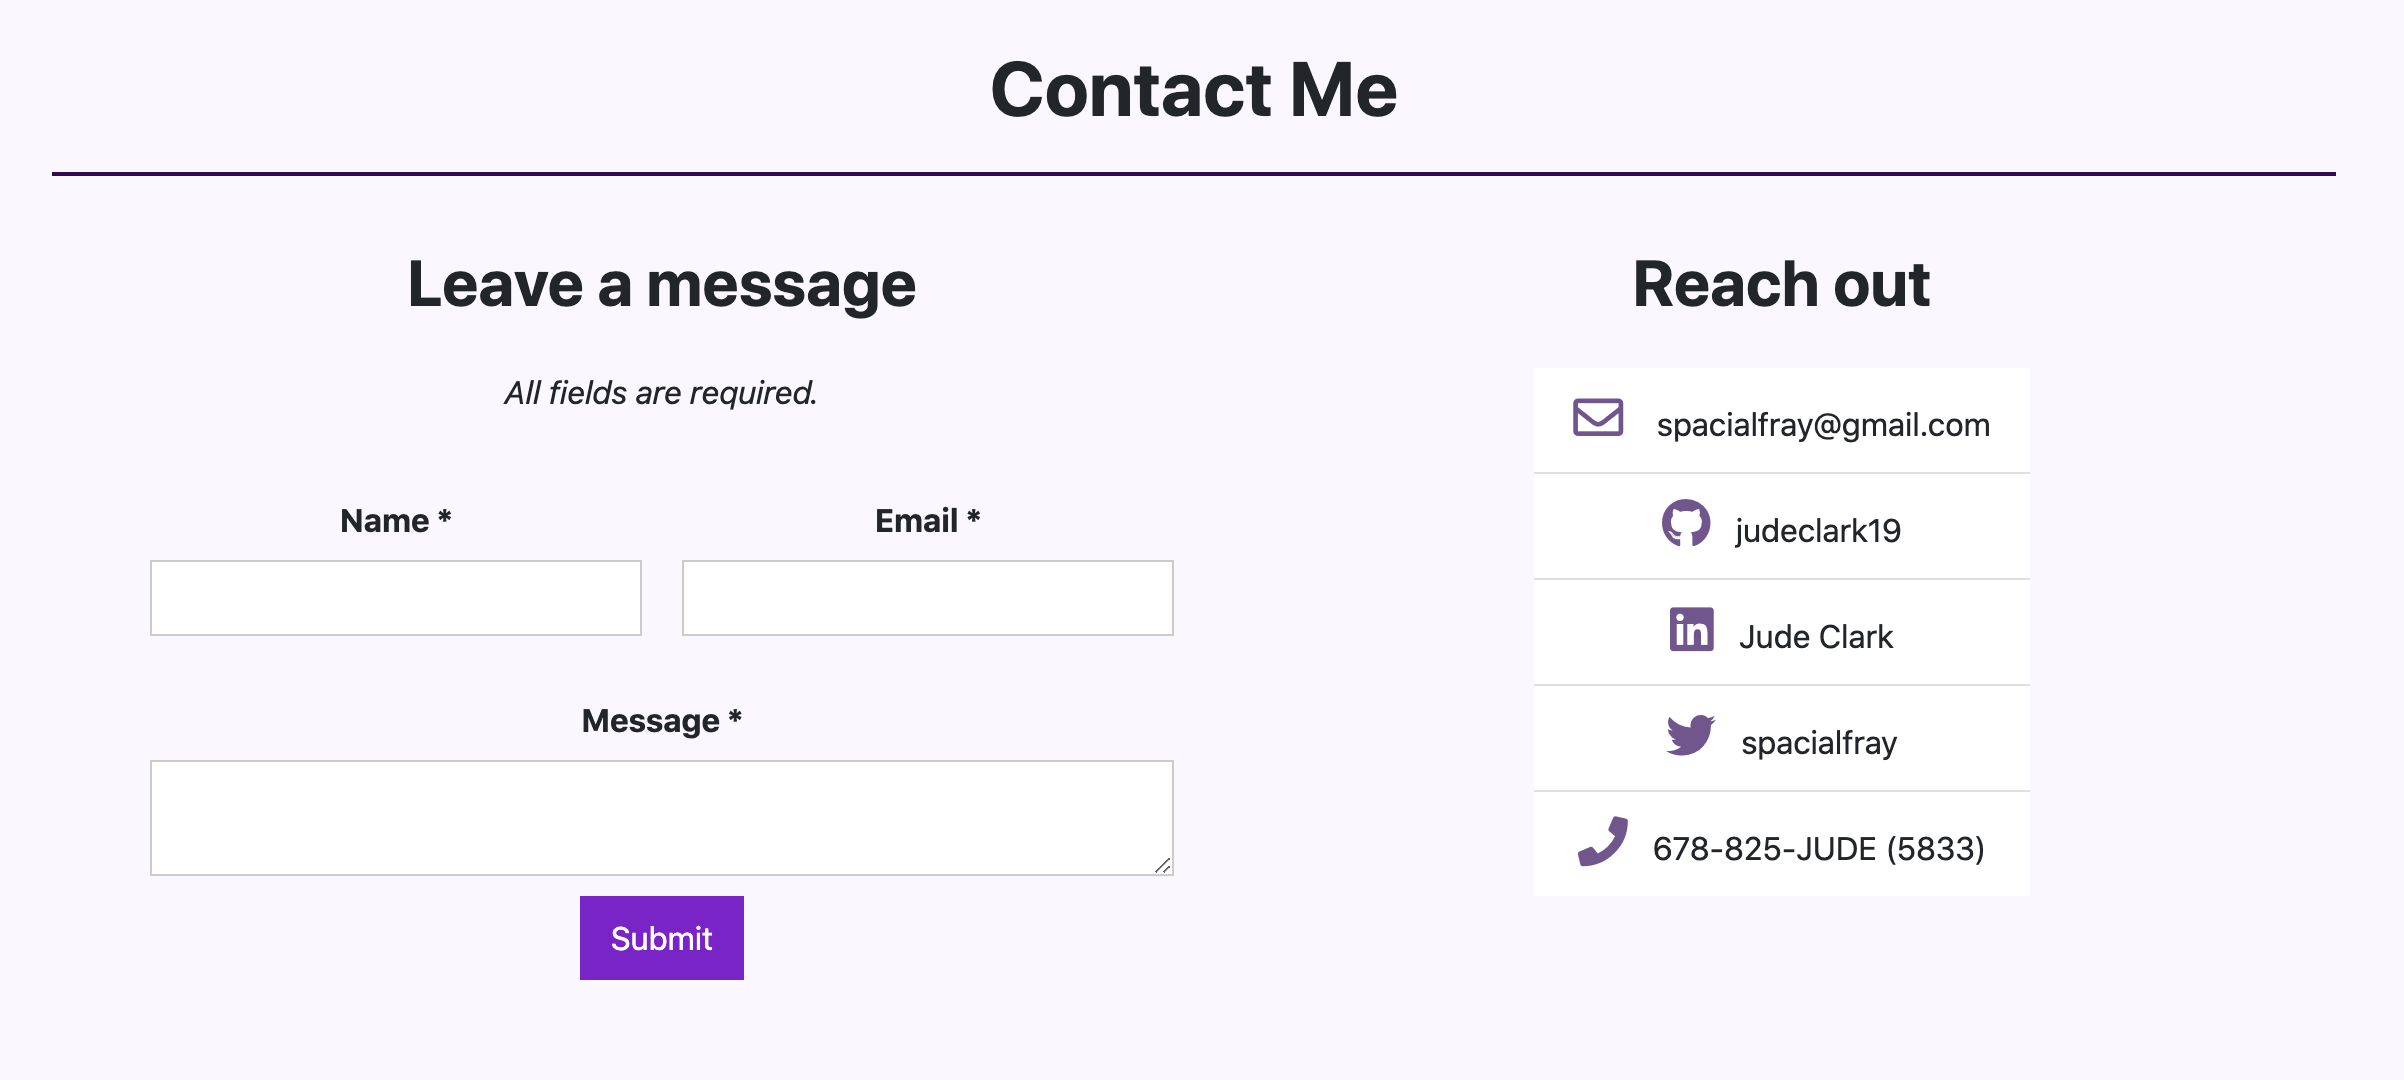 Contact Me
Leave a message
All fields are required.
Name *
Email *
Message *
Submit
Reach out
spacialfray@gmail.com
judeclark19
in Jude Clark
spacialfray
678-825-JUDE (5833)